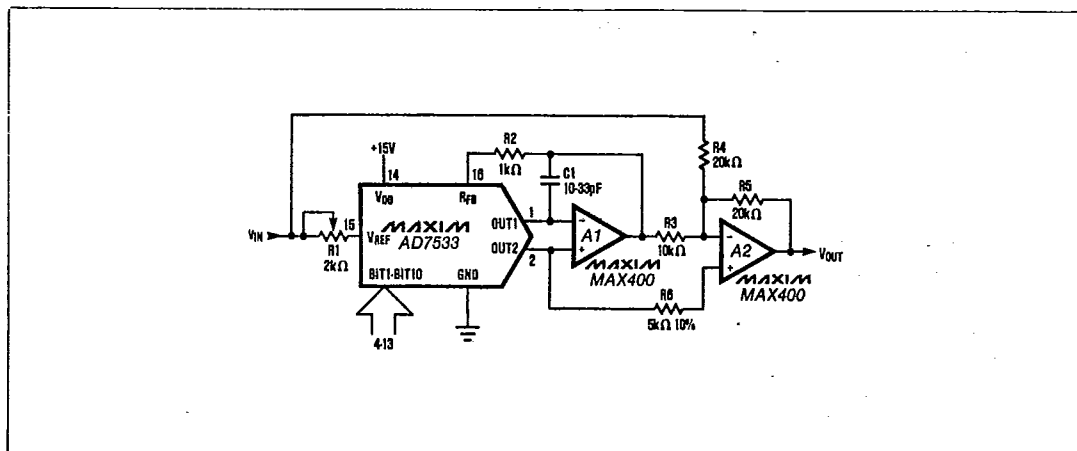 +15V
14
VDD
16
RFB
R2
1kΩ
C1
10-33pF
R4
20kΩ
R5
20kΩ
VIN
R1
2kΩ
15
VREF
MAXIM
AD7533
OUT1
1
OUT2
2
BIT1-BIT10
GND
4-13
−
+
A1
MAXIM
MAX400
R3
10kΩ
−
+
A2
MAXIM
MAX400
VOUT
R6
5kΩ 10%